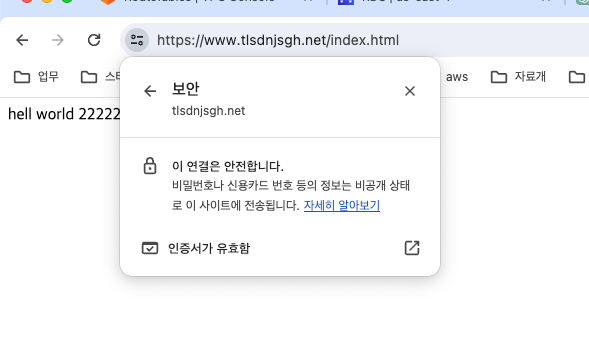 https://www.tlsdnjsgh.net/index.html
업무
aws
자료개
hell world 22222
보안
tlsdnjsgh.net
이 연결은 안전합니다.
비밀번호나 신용카드 번호 등의 정보는 비공개 상태
로 이 사이트에 전송됩니다. 자세히 알아보기
인증서가 유효함